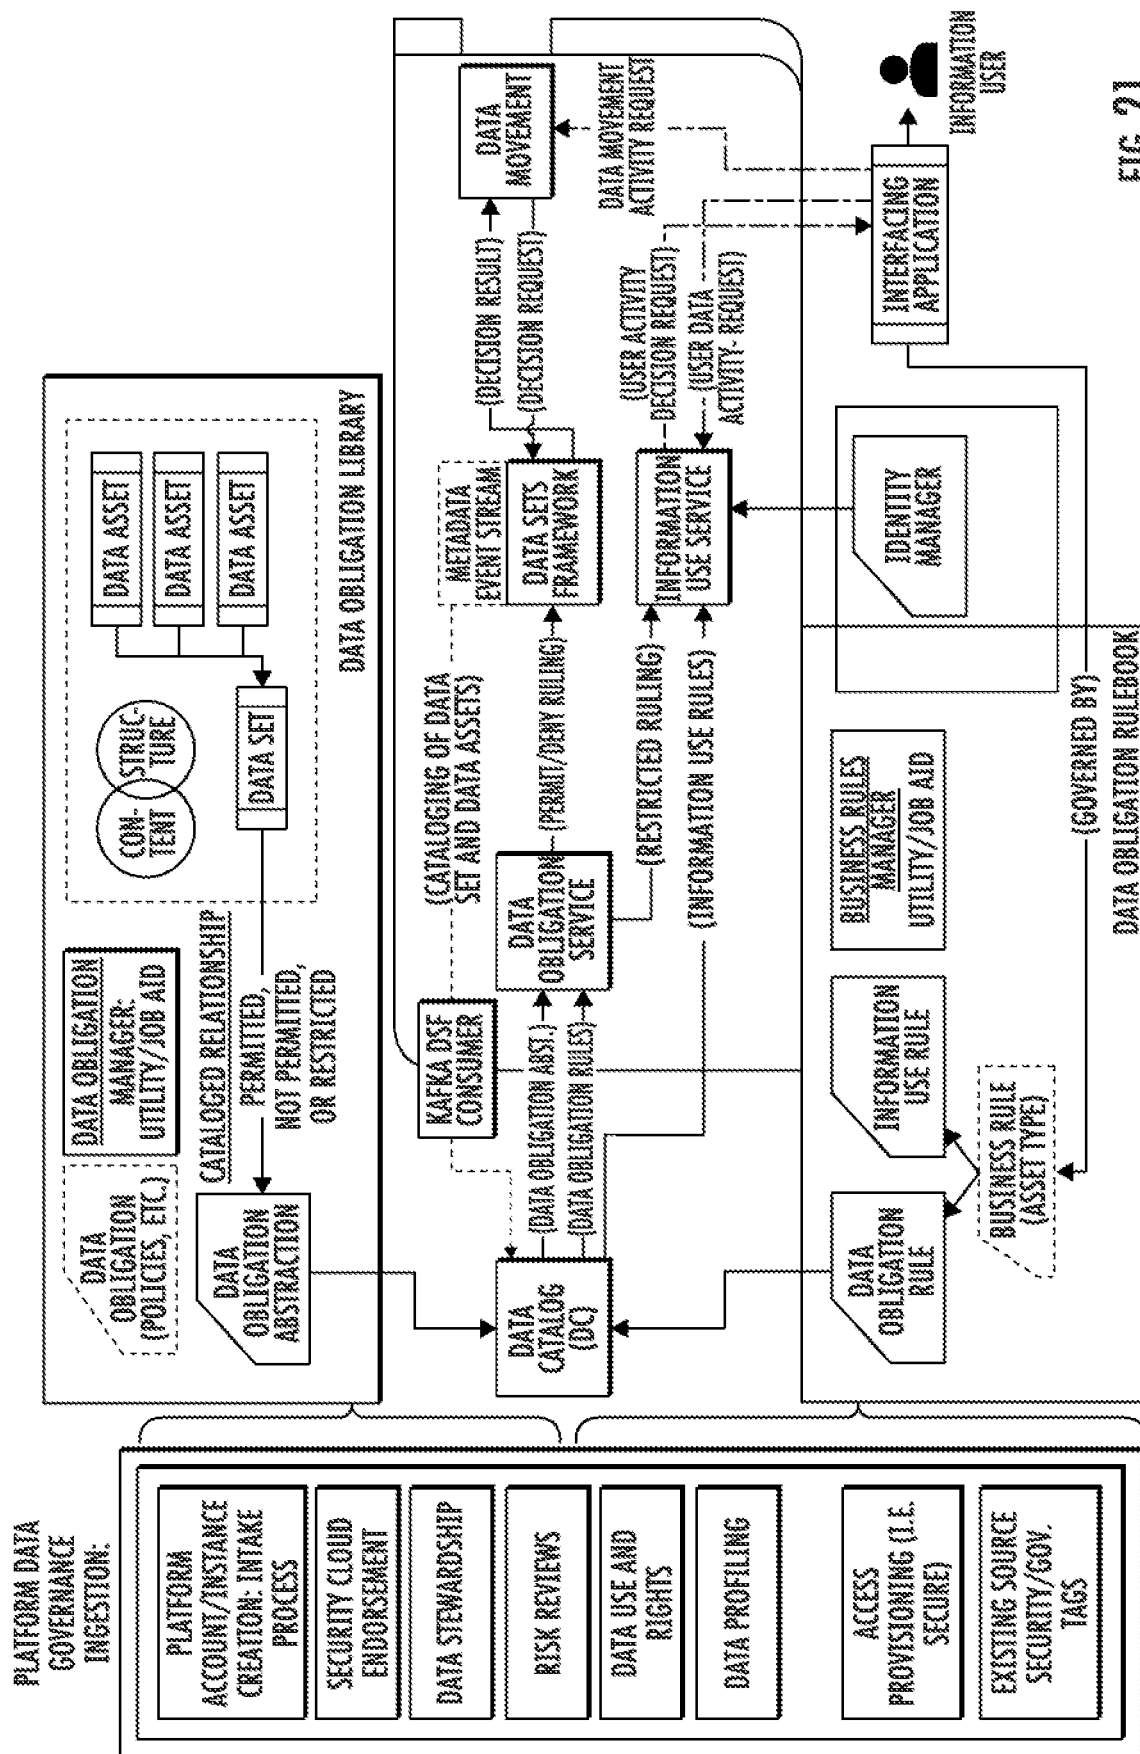 PLATFORM DATA
GOVERNANCE
INGESTION:
PLATFORM
ACCOUNT/INSTANCE
CREATION: INTAKE
PROCESS
SECURITY CLOUD
ENDORSEMENT
DATA STEWARDSHIP
RISK REVIEWS
DATA USE AND
RIGHTS
DATA PROFILING
ACCESS
PROVISIONING (I.E.
SECURE)
EXISTING SOURCE
SECURITY/GOV.
TAGS
DATA
OBLIGATION
(POLICIES, ETC.)
DATA OBLIGATION
MANAGER:
UTILITY/JOB AID
DATA
OBLIGATION
ABSTRACTION
CATALOGED RELATIONSHIP
PERMITTED,
NOT PERMITTED,
OR RESTRICTED
CON-
TENT
STRUC-
TURE
DATA SET
DATA ASSET
DATA ASSET
DATA ASSET
DATA OBLIGATION LIBRARY
KAFKA DSF
CONSUMER
(CATALOGING OF DATA
SET AND DATA ASSETS)
METADATA
EVENT STREAM
DATA SETS
FRAMEWORK
(DECISION RESULT)
(DECISION REQUEST)
DATA
MOVEMENT
DATA
CATALOG
(DC)
(DATA OBLIGATION ABST.)
(DATA OBLIGATION RULES)
DATA
OBLIGATION
SERVICE
(PERMIT/DENY RULING)
(RESTRICTED RULING)
(INFORMATION USE RULES)
INFORMATION
USE SERVICE
(USER ACTIVITY
DECISION REQUEST)
(USER DATA
ACTIVITY- REQUEST)
DATA MOVEMENT
ACTIVITY REQUEST
DATA
OBLIGATION
RULE
INFORMATION
USE RULE
BUSINESS RULES
MANAGER
UTILITY/JOB AID
IDENTITY
MANAGER
INTERFACING
APPLICATION
INFORMATION
USER
BUSINESS RULE
(ASSET TYPE)
(GOVERNED BY)
DATA OBLIGATION RULEBOOK
FIG. 21